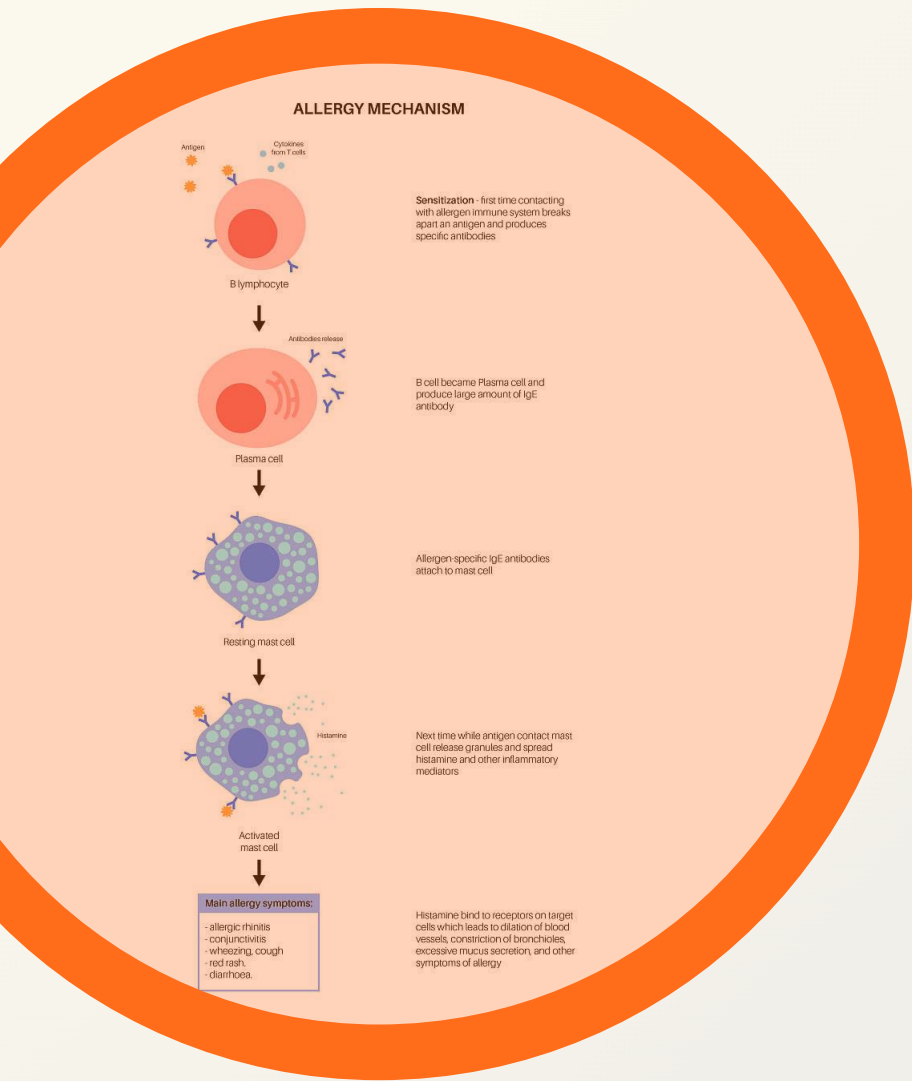 ALLERGY MECHANISM
Antigen
Cytokines
from T cells
Sensitization - first time contacting
with allergen immune system breaks
apart an antigen and produces
specific antibodies
B lymphocyte
Antibodies release
B cell became Plasma cell and
produce large amount of IgE
antibody
Plasma cell
Allergen-specific IgE antibodies
attach to mast cell
Resting mast cell
Histamine
Next time while antigen contact mast
cell release granules and spread
histamine and other inflammatory
mediators
Activated
mast cell
Main allergy symptoms:
- allergic rhinitis
- conjunctivitis
- wheezing, cough
- red rash.
- diarrhoea.
Histamine bind to receptors on target
cells which leads to dilation of blood
vessels, constriction of bronchioles,
excessive mucus secretion, and other
symptoms of allergy